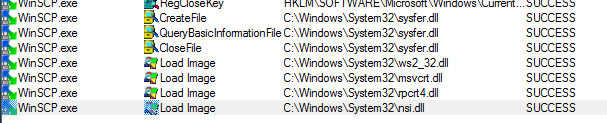 WinSCP.exe RegCloseKey HKLM\SOFTWARE\Microsoft\Windows\Current... SUCCESS
WinSCP.exe CreateFile C:\Windows\System32\sysfer.dll SUCCESS
WinSCP.exe QueryBasicInformationFile C:\Windows\System32\sysfer.dll SUCCESS
WinSCP.exe CloseFile C:\Windows\System32\sysfer.dll SUCCESS
WinSCP.exe Load Image C:\Windows\System32\ws2_32.dll SUCCESS
WinSCP.exe Load Image C:\Windows\System32\msvcrt.dll SUCCESS
WinSCP.exe Load Image C:\Windows\System32\rpcrt4.dll SUCCESS
WinSCP.exe Load Image C:\Windows\System32\nsi.dll SUCCESS